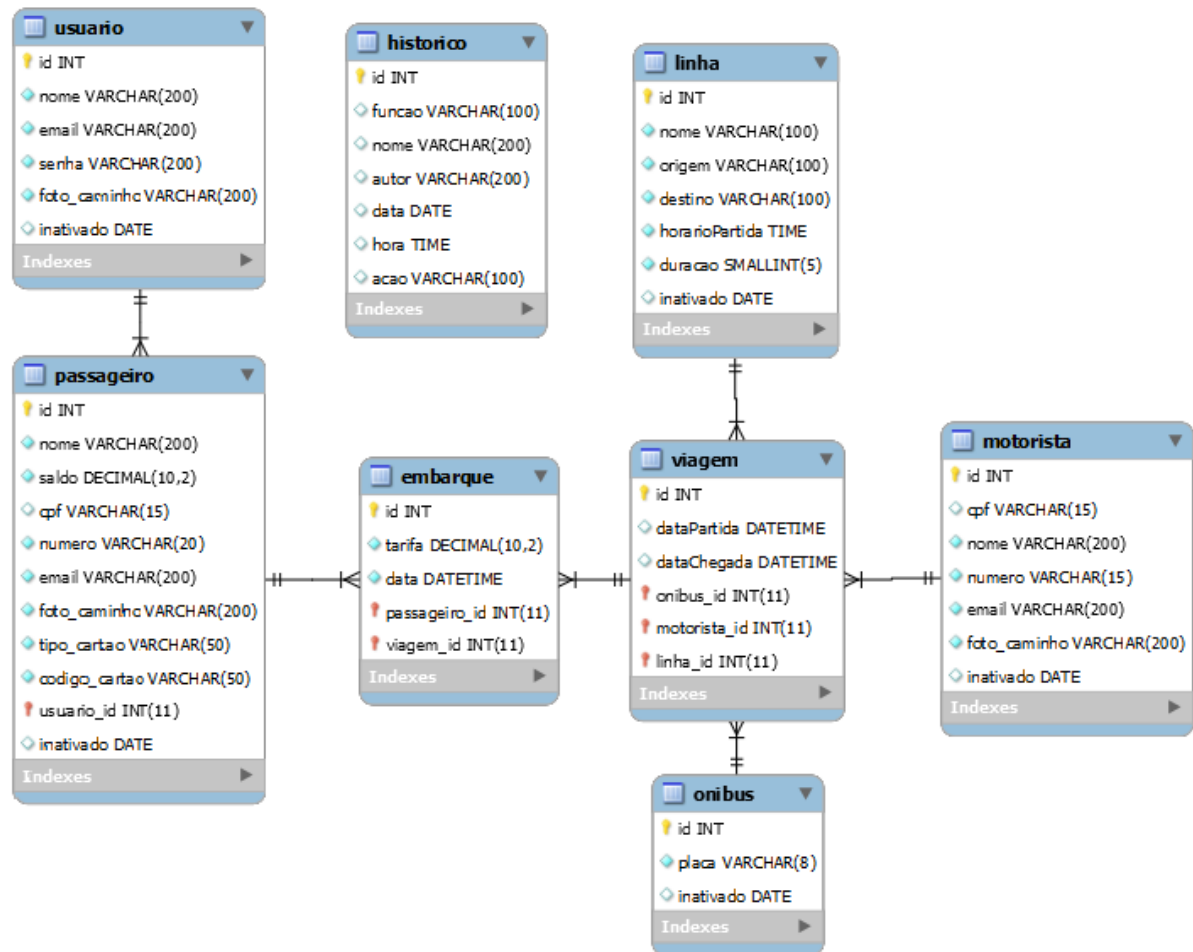 usuario
id INT
nome VARCHAR(200)
email VARCHAR(200)
senha VARCHAR(200)
foto_caminho VARCHAR(200)
inativado DATE
Indexes
historico
id INT
funcao VARCHAR(100)
nome VARCHAR(200)
autor VARCHAR(200)
data DATE
hora TIME
acao VARCHAR(100)
Indexes
linha
id INT
nome VARCHAR(100)
origem VARCHAR(100)
destino VARCHAR(100)
horarioPartida TIME
duracao SMALLINT(5)
inativado DATE
Indexes
passageiro
id INT
nome VARCHAR(200)
saldo DECIMAL(10,2)
cpf VARCHAR(15)
numero VARCHAR(20)
email VARCHAR(200)
foto_caminho VARCHAR(200)
tipo_cartao VARCHAR(50)
codigo_cartao VARCHAR(50)
usuario_id INT(11)
inativado DATE
Indexes
embarque
id INT
tarifa DECIMAL(10,2)
data DATETIME
passageiro_id INT(11)
viagem_id INT(11)
Indexes
viagem
id INT
dataPartida DATETIME
dataChegada DATETIME
onibus_id INT(11)
motorista_id INT(11)
linha_id INT(11)
Indexes
motorista
id INT
cpf VARCHAR(15)
nome VARCHAR(200)
numero VARCHAR(15)
email VARCHAR(200)
foto_caminho VARCHAR(200)
inativado DATE
Indexes
onibus
id INT
placa VARCHAR(8)
inativado DATE
Indexes